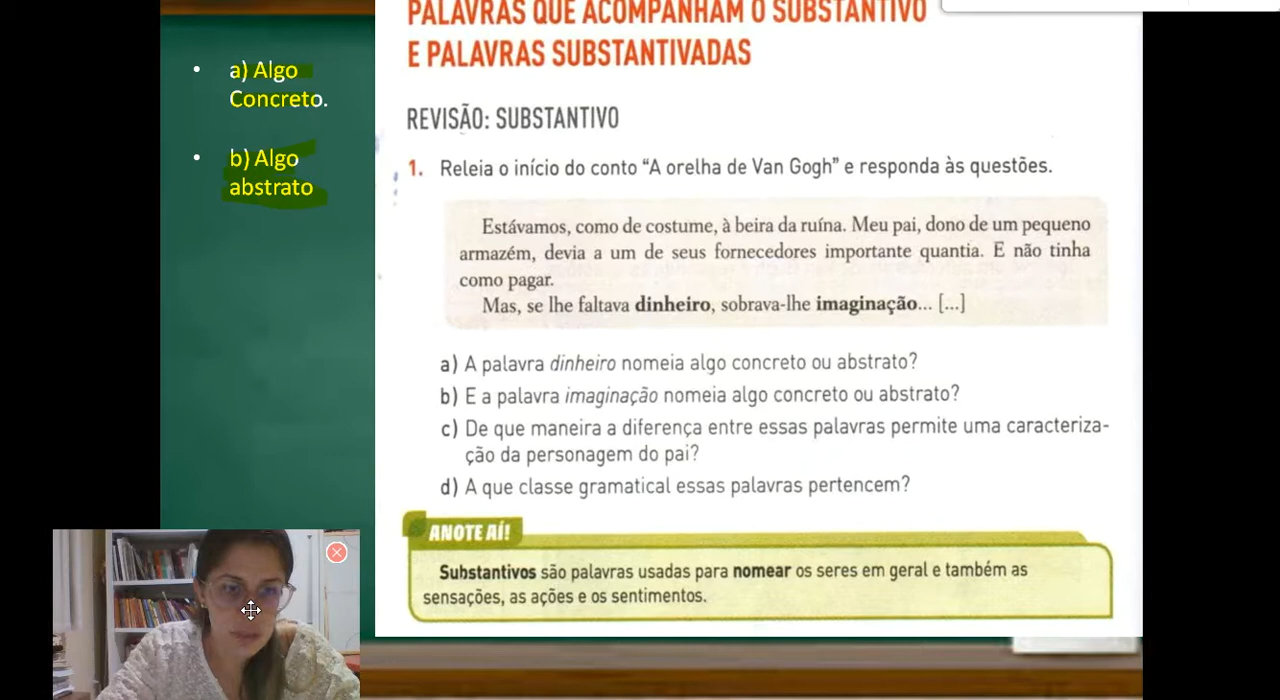 PALAVRAS QUE ACOMPANHAM O SUBSTANTIVO
E PALAVRAS SUBSTANTIVADAS
• a) Algo
Concreto.
• b) Algo
abstrato
REVISÃO: SUBSTANTIVO
1. Releia o início do conto “A orelha de Van Gogh” e responda às questões.
Estávamos, como de costume, à beira da ruína. Meu pai, dono de um pequeno
armazém, devia a um de seus fornecedores importante quantia. E não tinha
como pagar.
Mas, se lhe faltava dinheiro, sobrava-lhe imaginação... [...]
a) A palavra dinheiro nomeia algo concreto ou abstrato?
b) E a palavra imaginação nomeia algo concreto ou abstrato?
c) De que maneira a diferença entre essas palavras permite uma caracteriza-
ção da personagem do pai?
d) A que classe gramatical essas palavras pertencem?
ANOTE AÍ!
Substantivos são palavras usadas para nomear os seres em geral e também as
sensações, as ações e os sentimentos.